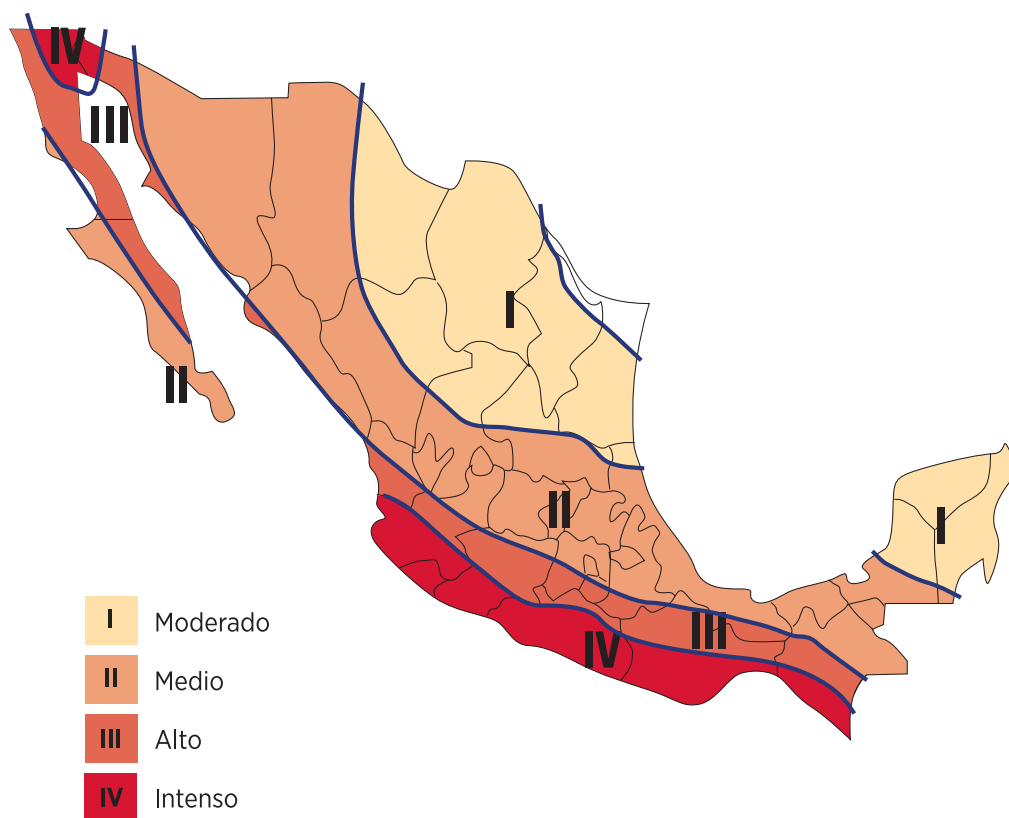 IV
III
I
II
II
I
III
IV
I Moderado
II Medio
III Alto
IV Intenso